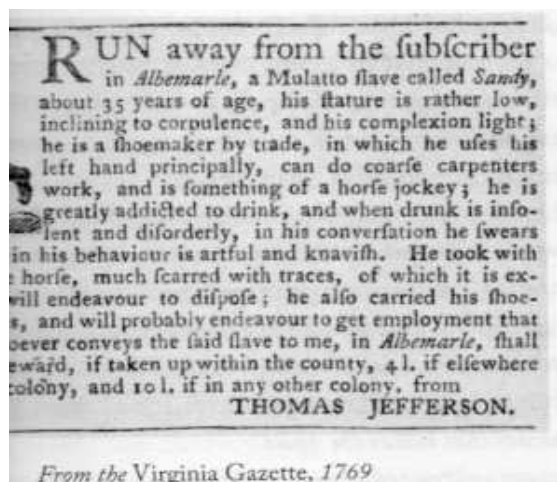 RUN away from the ſubſcriber
in Albemarle, a Mulatto ſlave called Sandy,
about 35 years of age, his ſtature is rather low,
inclining to corpulence, and his complexion light;
he is a ſhoemaker by trade, in which he uſes his
left hand principally, can do coarſe carpenters
work, and is ſomething of a horſe jockey; he is
greatly addicted to drink, and when drunk is inſo-
lent and diſorderly, in his converſation he ſwears
in his behaviour is artful and knaviſh. He took with
horſe, much ſcarred with traces, of which it is ex-
will endeavour to diſpoſe; he alſo carried his ſhoe-
s, and will probably endeavour to get employment that
oever conveys the ſaid ſlave to me, in Albemarle, ſhall
eward, if taken up within the county, 4 l. if elſewhere
colony, and 10 l. if in any other colony, from
THOMAS JEFFERSON.
From the Virginia Gazette, 1769